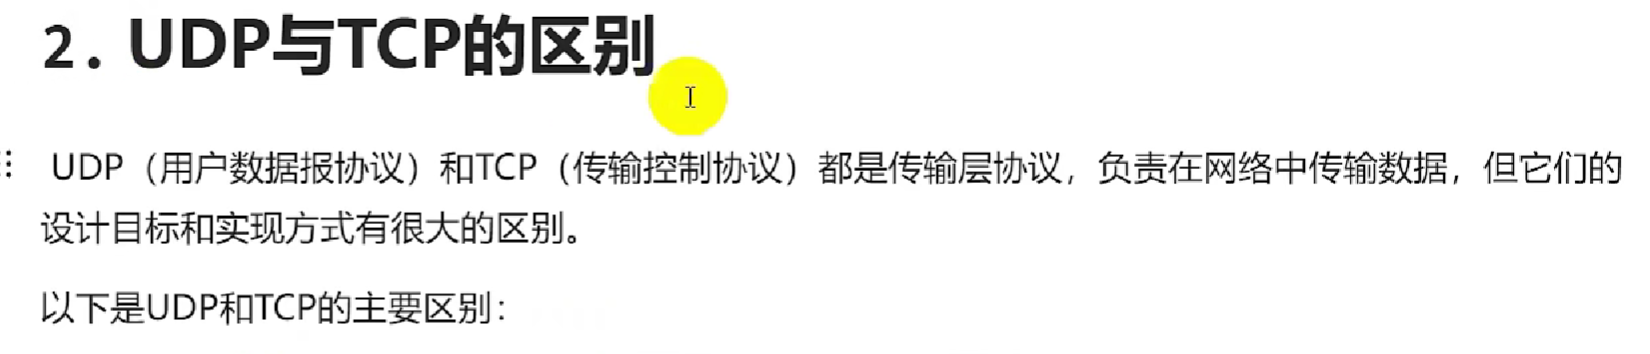 2. UDP与TCP的区别
UDP（用户数据报协议）和TCP（传输控制协议）都是传输层协议，负责在网络中传输数据，但它们的
设计目标和实现方式有很大的区别。
以下是UDP和TCP的主要区别：